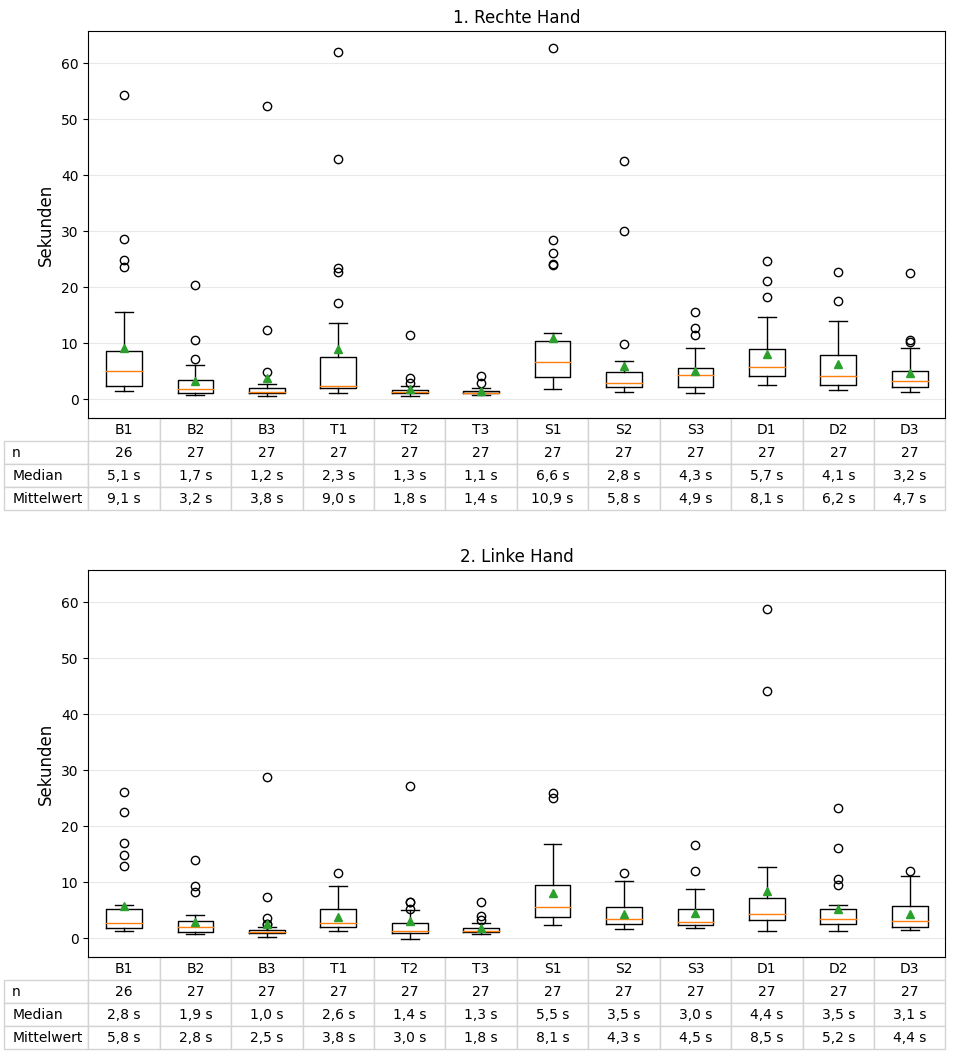 1. Rechte Hand
60
50
40
30
20
10
0
Sekunden
B1 B2 B3 T1 T2 T3 S1 S2 S3 D1 D2 D3
n 26 27 27 27 27 27 27 27 27 27 27 27
Median 5,1 s 1,7 s 1,2 s 2,3 s 1,3 s 1,1 s 6,6 s 2,8 s 4,3 s 5,7 s 4,1 s 3,2 s
Mittelwert 9,1 s 3,2 s 3,8 s 9,0 s 1,8 s 1,4 s 10,9 s 5,8 s 4,9 s 8,1 s 6,2 s 4,7 s
2. Linke Hand
60
50
40
30
20
10
0
Sekunden
B1 B2 B3 T1 T2 T3 S1 S2 S3 D1 D2 D3
n 26 27 27 27 27 27 27 27 27 27 27 27
Median 2,8 s 1,9 s 1,0 s 2,6 s 1,4 s 1,3 s 5,5 s 3,5 s 3,0 s 4,4 s 3,5 s 3,1 s
Mittelwert 5,8 s 2,8 s 2,5 s 3,8 s 3,0 s 1,8 s 8,1 s 4,3 s 4,5 s 8,5 s 5,2 s 4,4 s